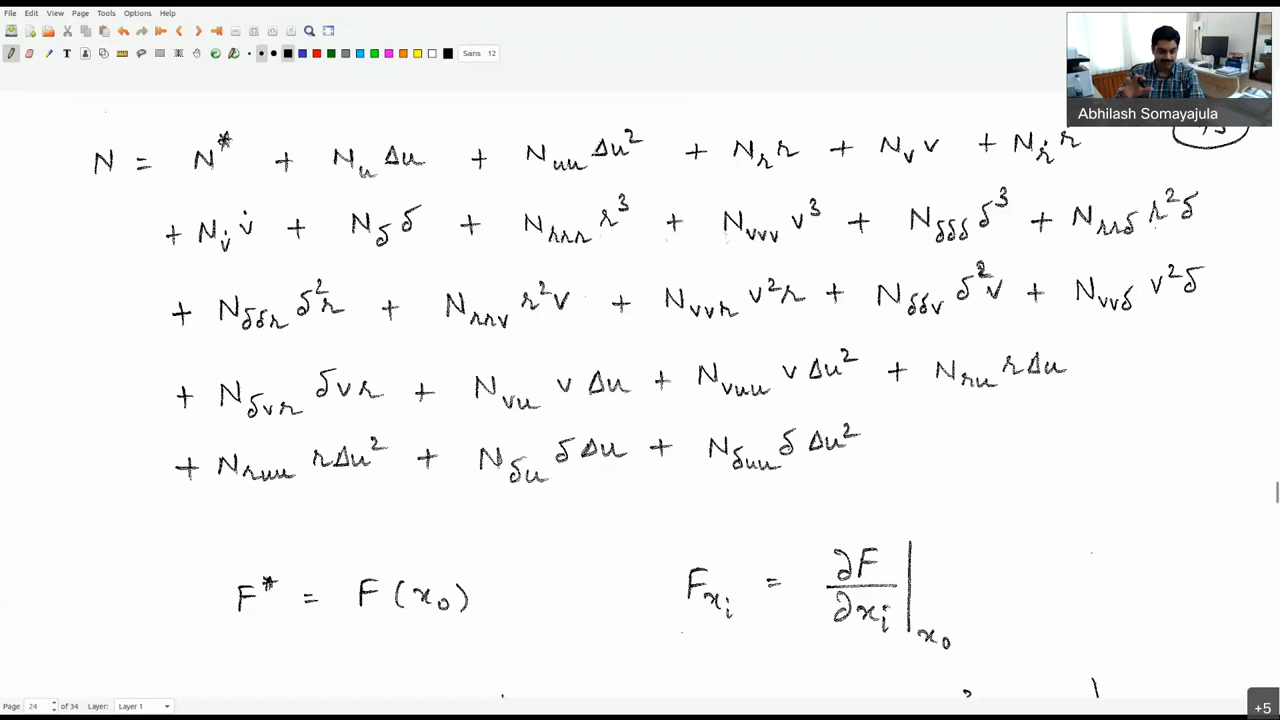 File Edit View Page Tools Options Help
Sans 12
Abhilash Somayajula
N = N* + N_u Δu + N_uu Δu² + N_r r + N_v v + N_ṙ ṙ
+ N_v̇ v̇ + N_δ δ + N_rrr r³ + N_vvv v³ + N_δδδ δ³ + N_rrδ r²δ
+ N_δδr δ²r + N_rrv r²v + N_vvr v²r + N_δδv δ²v + N_vvδ v²δ
+ N_δvr δvr + N_vu v Δu + N_vuu v Δu² + N_ru r Δu
+ N_ruu r Δu² + N_δu δ Δu + N_δuu δ Δu²
F* = F(x₀) F_xᵢ = ∂F/∂xᵢ |x₀
Page 24 of 34 Layer: Layer 1
+5